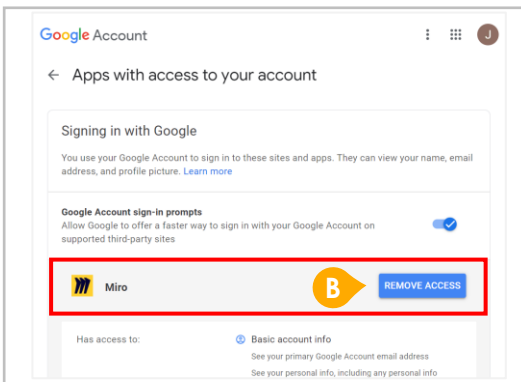 Google Account
J
Apps with access to your account
Signing in with Google
You use your Google Account to sign in to these sites and apps. They can view your name, email
address, and profile picture. Learn more
Google Account sign-in prompts
Allow Google to offer a faster way to sign in with your Google Account on
supported third-party sites
Miro
B
REMOVE ACCESS
Has access to:
Basic account info
See your primary Google Account email address
See your personal info, including any personal info